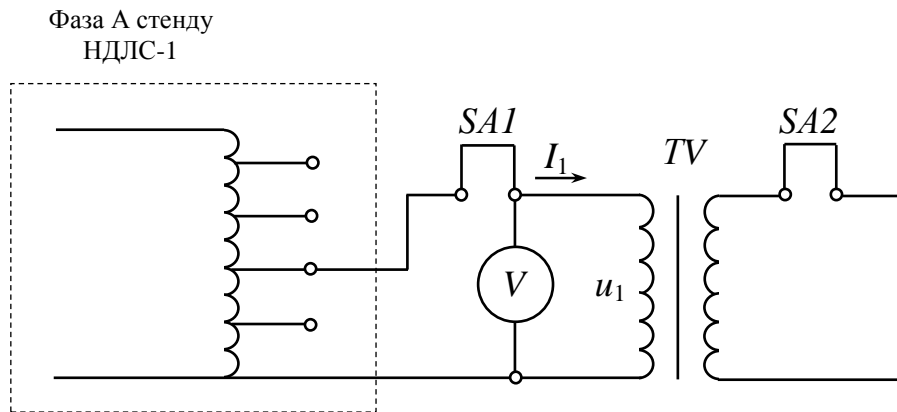 Фаза А стенду
НДЛС-1
SA1
I₁
TV
SA2
V
u₁